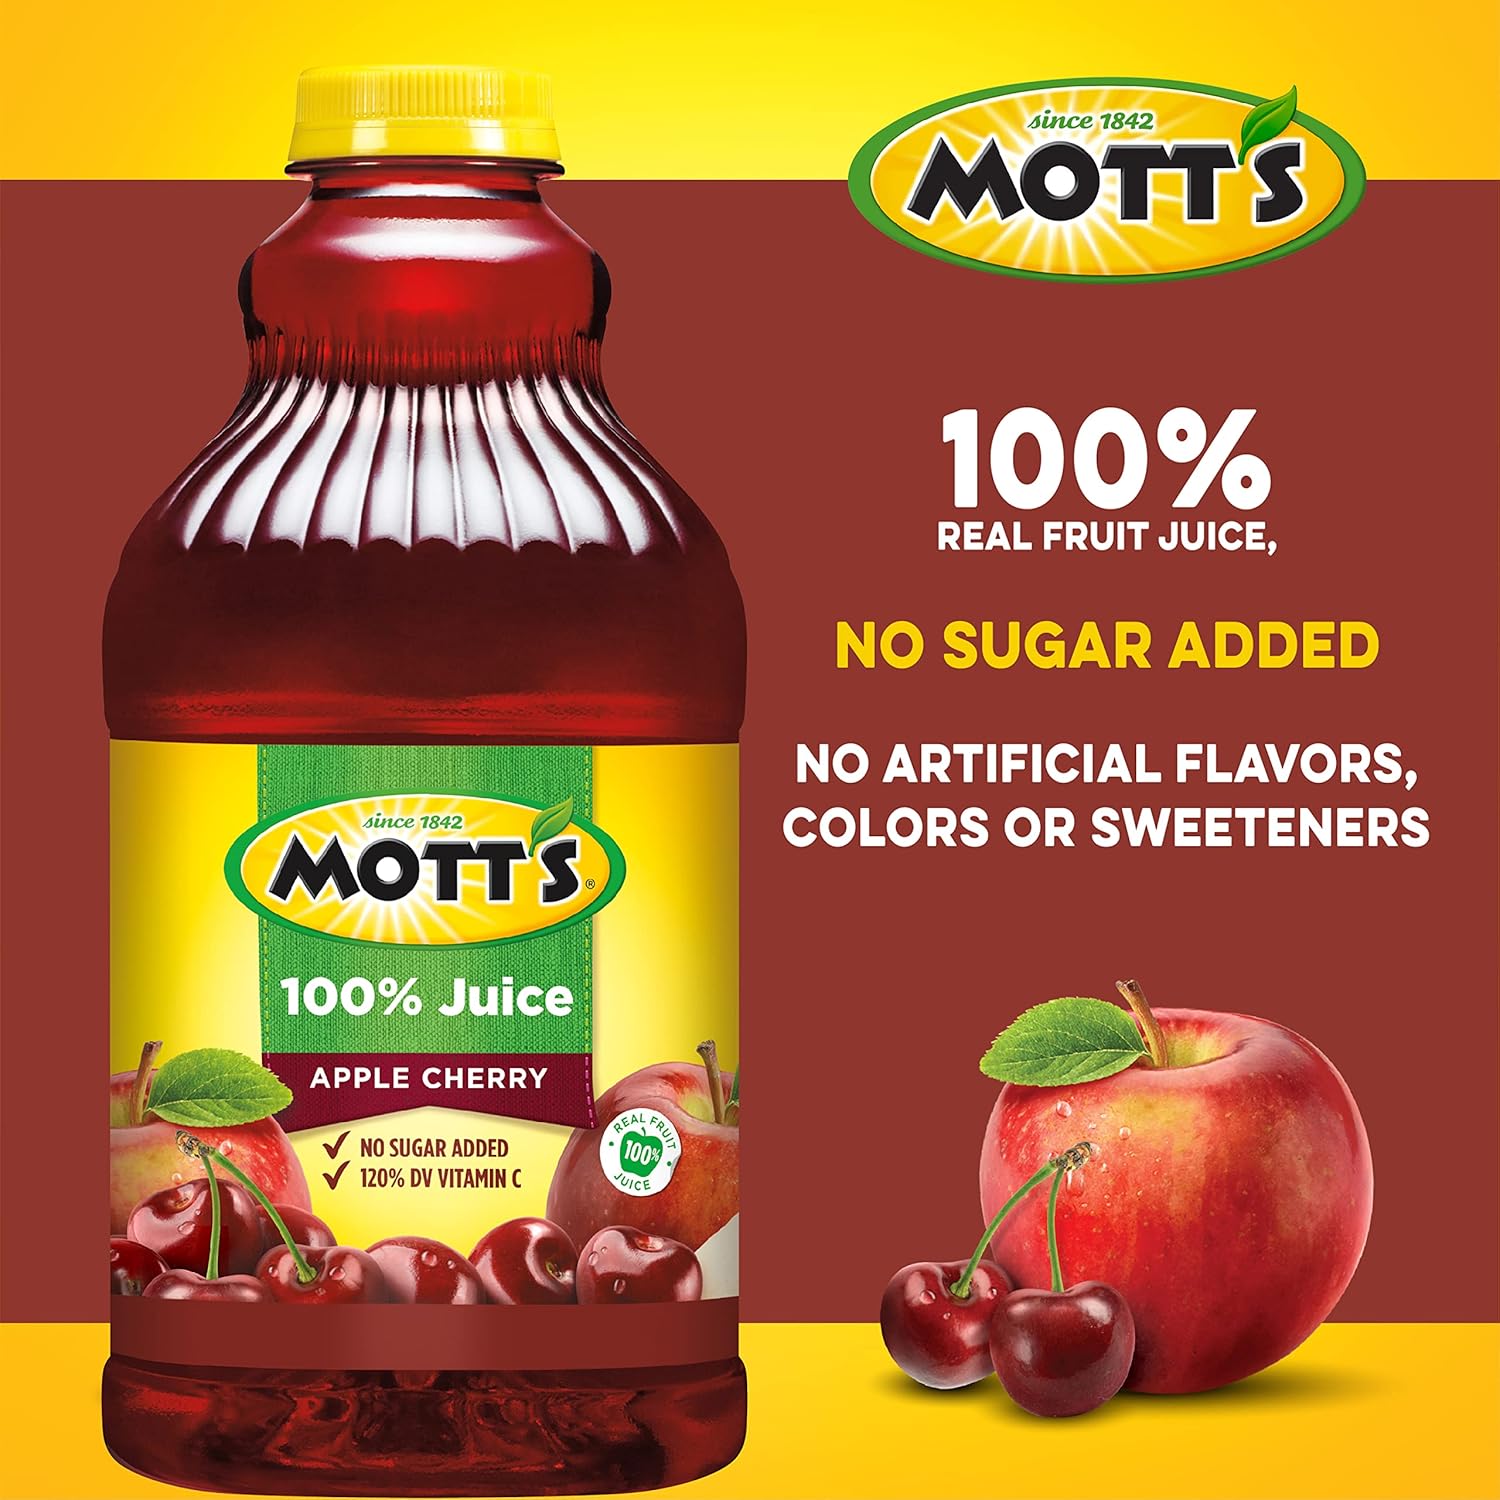 since 1842
MOTT'S
100%
REAL FRUIT JUICE,
NO SUGAR ADDED
NO ARTIFICIAL FLAVORS,
COLORS OR SWEETENERS
since 1842
MOTT'S®
100% Juice
APPLE CHERRY
✓ NO SUGAR ADDED
✓ 120% DV VITAMIN C
• REAL FRUIT •
100%
JUICE